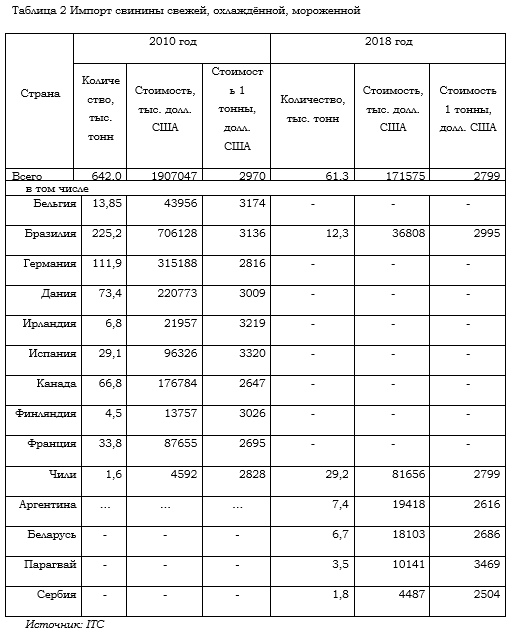 Таблица 2 Импорт свинины свежей, охлаждённой, мороженной
Страна 2010 год 2018 год
Количе
ство,
тыс.
тонн
Стоимость,
тыс. долл.
США
Стоимост
ь 1
тонны,
долл.
США
Количество,
тыс. тонн
Стоимость,
тыс. долл.
США
Стоимость
1 тонны,
долл. США
Всего 642,0 1907047 2970 61,3 171575 2799
в том числе
Бельгия 13,85 43956 3174 - - -
Бразилия 225,2 706128 3136 12,3 36808 2995
Германия 111,9 315188 2816 - - -
Дания 73,4 220773 3009 - - -
Ирландия 6,8 21957 3219 - - -
Испания 29,1 96326 3320 - - -
Канада 66,8 176784 2647 - - -
Финляндия 4,5 13757 3026 - - -
Франция 33,8 87655 2695 - - -
Чили 1,6 4592 2828 29,2 81656 2799
Аргентина ... ... ... 7,4 19418 2616
Беларусь - - - 6,7 18103 2686
Парагвай - - - 3,5 10141 3469
Сербия - - - 1,8 4487 2504
Источник: ITC